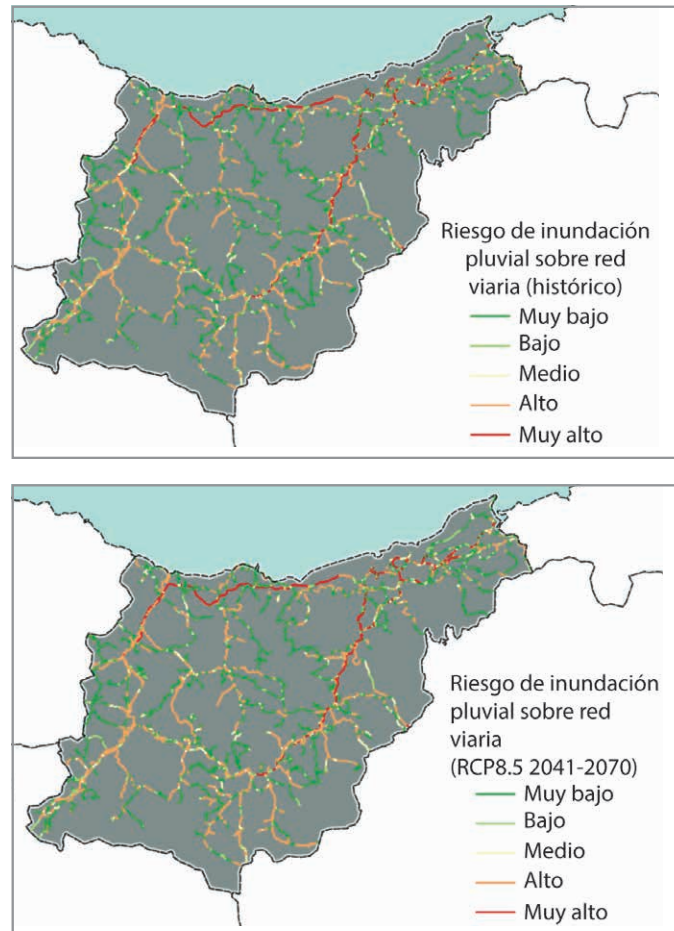 Riesgo de inundación
pluvial sobre red
viaria (histórico)
Muy bajo
Bajo
Medio
Alto
Muy alto
Riesgo de inundación
pluvial sobre red
viaria
(RCP8.5 2041-2070)
Muy bajo
Bajo
Medio
Alto
Muy alto